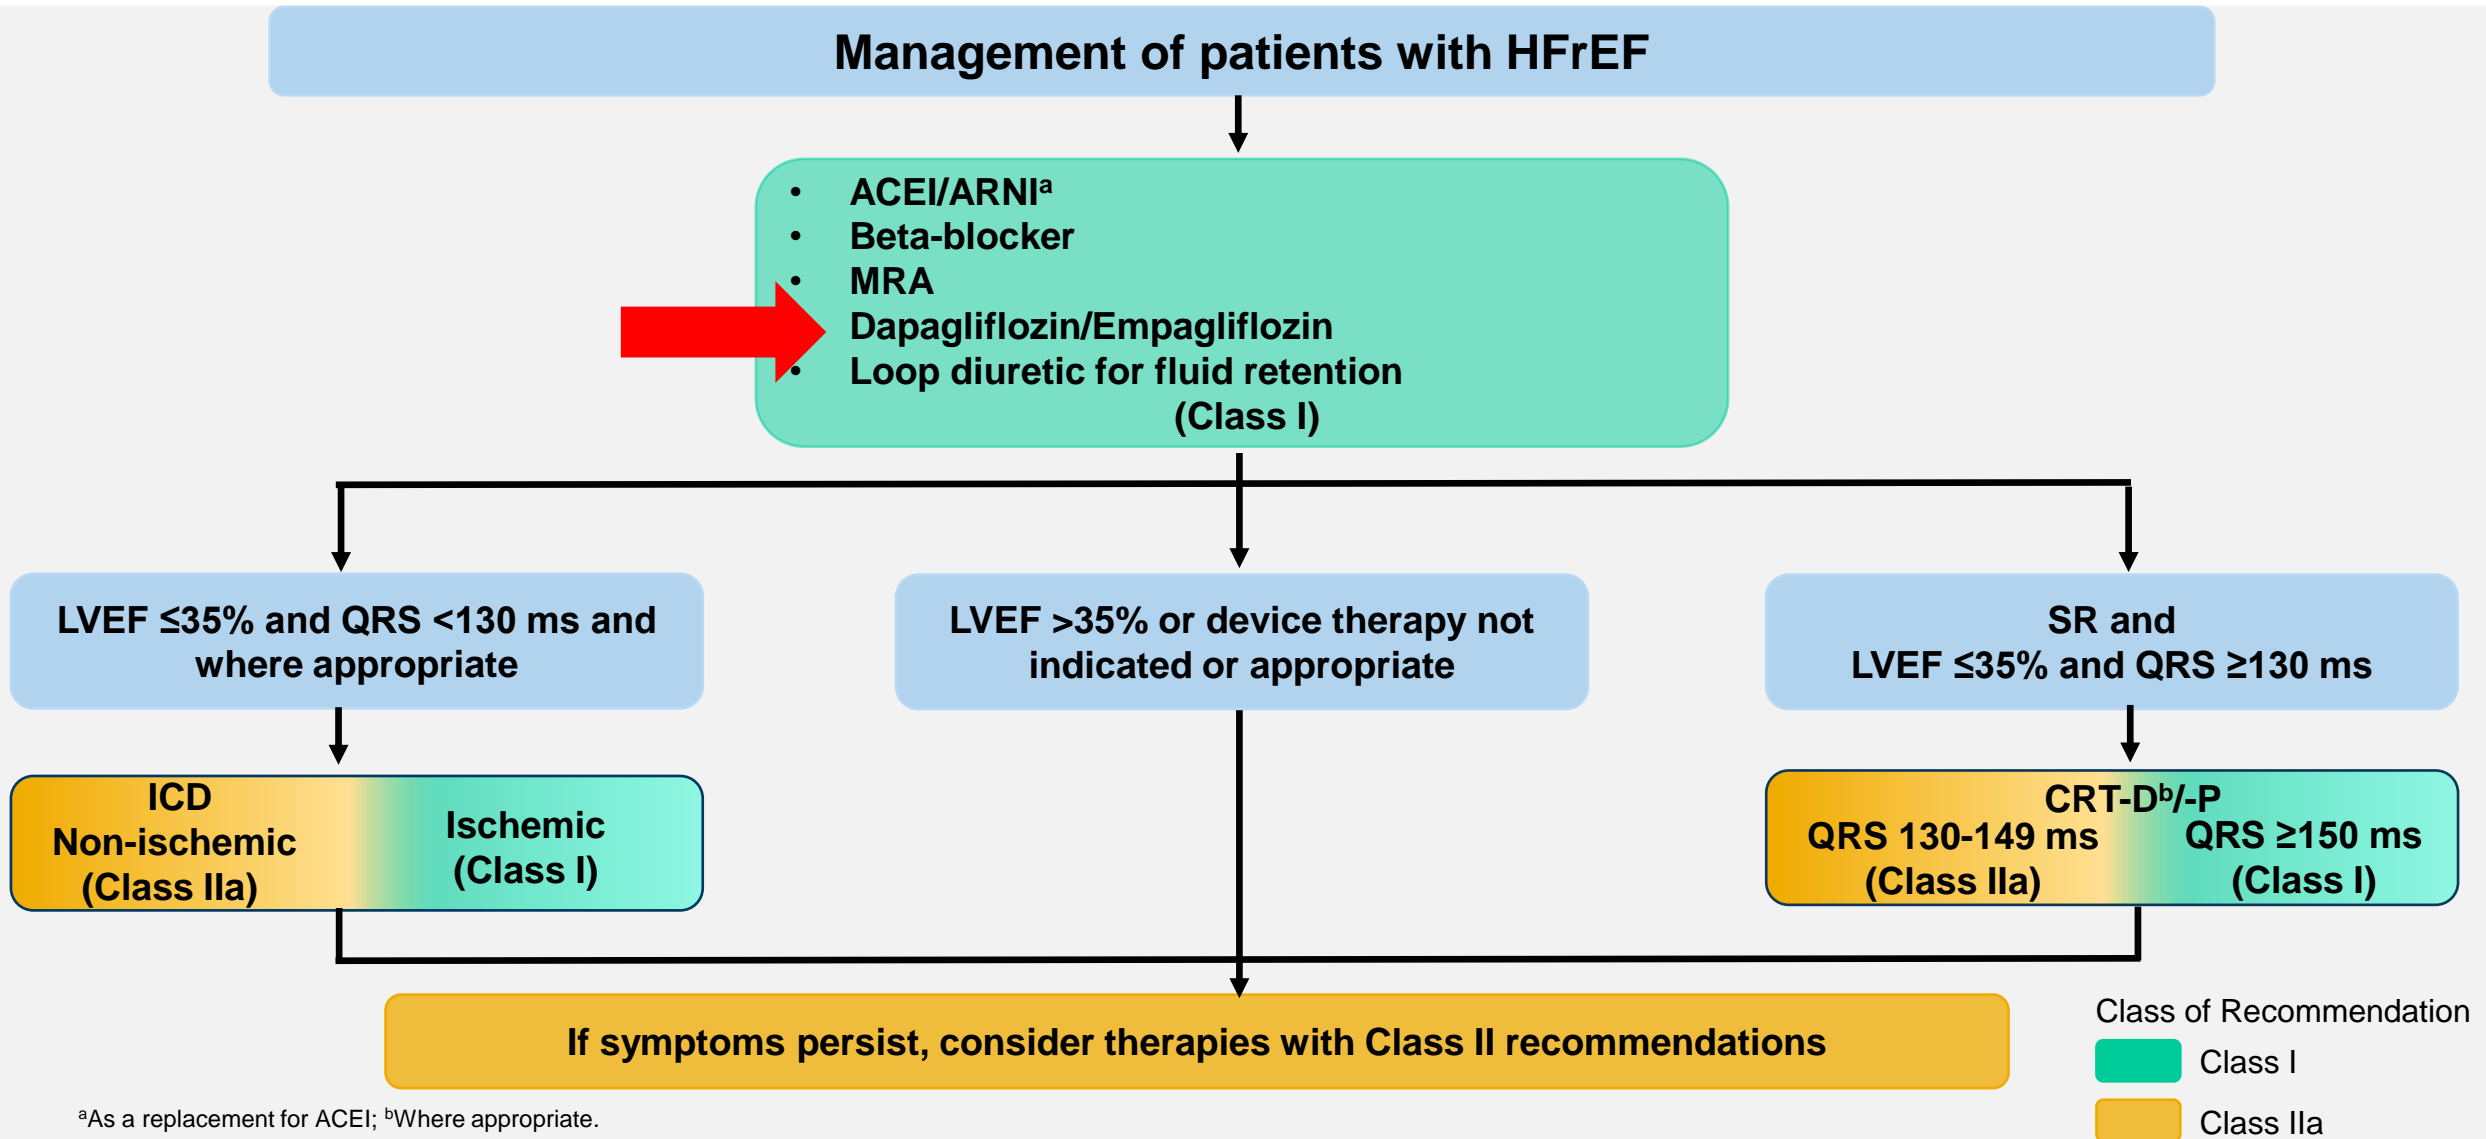 Management of patients with HFrEF
• ACEI/ARNIᵃ
• Beta-blocker
• MRA
Dapagliflozin/Empagliflozin
• Loop diuretic for fluid retention
(Class I)
LVEF ≤35% and QRS <130 ms and
where appropriate
LVEF >35% or device therapy not
indicated or appropriate
SR and
LVEF ≤35% and QRS ≥130 ms
ICD
Non-ischemic
(Class IIa)
Ischemic
(Class I)
CRT-Dᵇ/-P
QRS 130-149 ms
(Class IIa)
QRS ≥150 ms
(Class I)
If symptoms persist, consider therapies with Class II recommendations
Class of Recommendation
Class I
Class IIa
ᵃAs a replacement for ACEI; ᵇWhere appropriate.